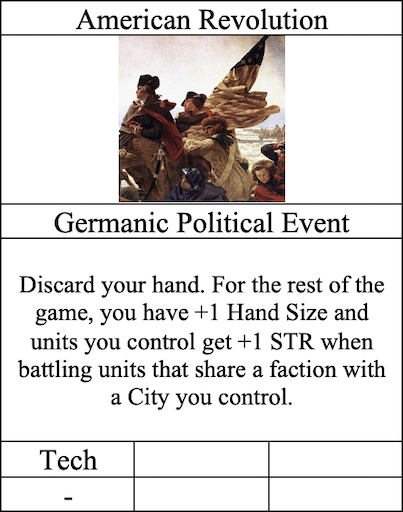 American Revolution
Germanic Political Event
Discard your hand. For the rest of the
game, you have +1 Hand Size and
units you control get +1 STR when
battling units that share a faction with
a City you control.
Tech
-